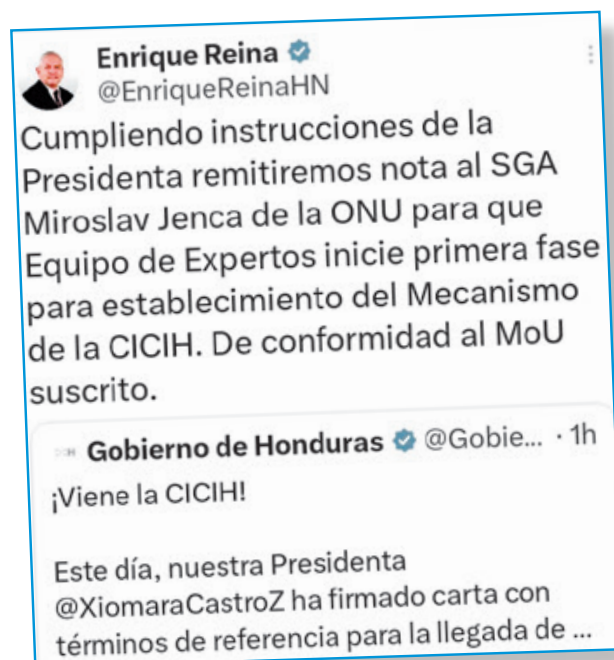 Enrique Reina
@EnriqueReinaHN
Cumpliendo instrucciones de la
Presidenta remitiremos nota al SGA
Miroslav Jenca de la ONU para que
Equipo de Expertos inicie primera fase
para establecimiento del Mecanismo
de la CICIH. De conformidad al MoU
suscrito.
Gobierno de Honduras @Gobie... · 1h
¡Viene la CICIH!
Este día, nuestra Presidenta
@XiomaraCastroZ ha firmado carta con
términos de referencia para la llegada de ...